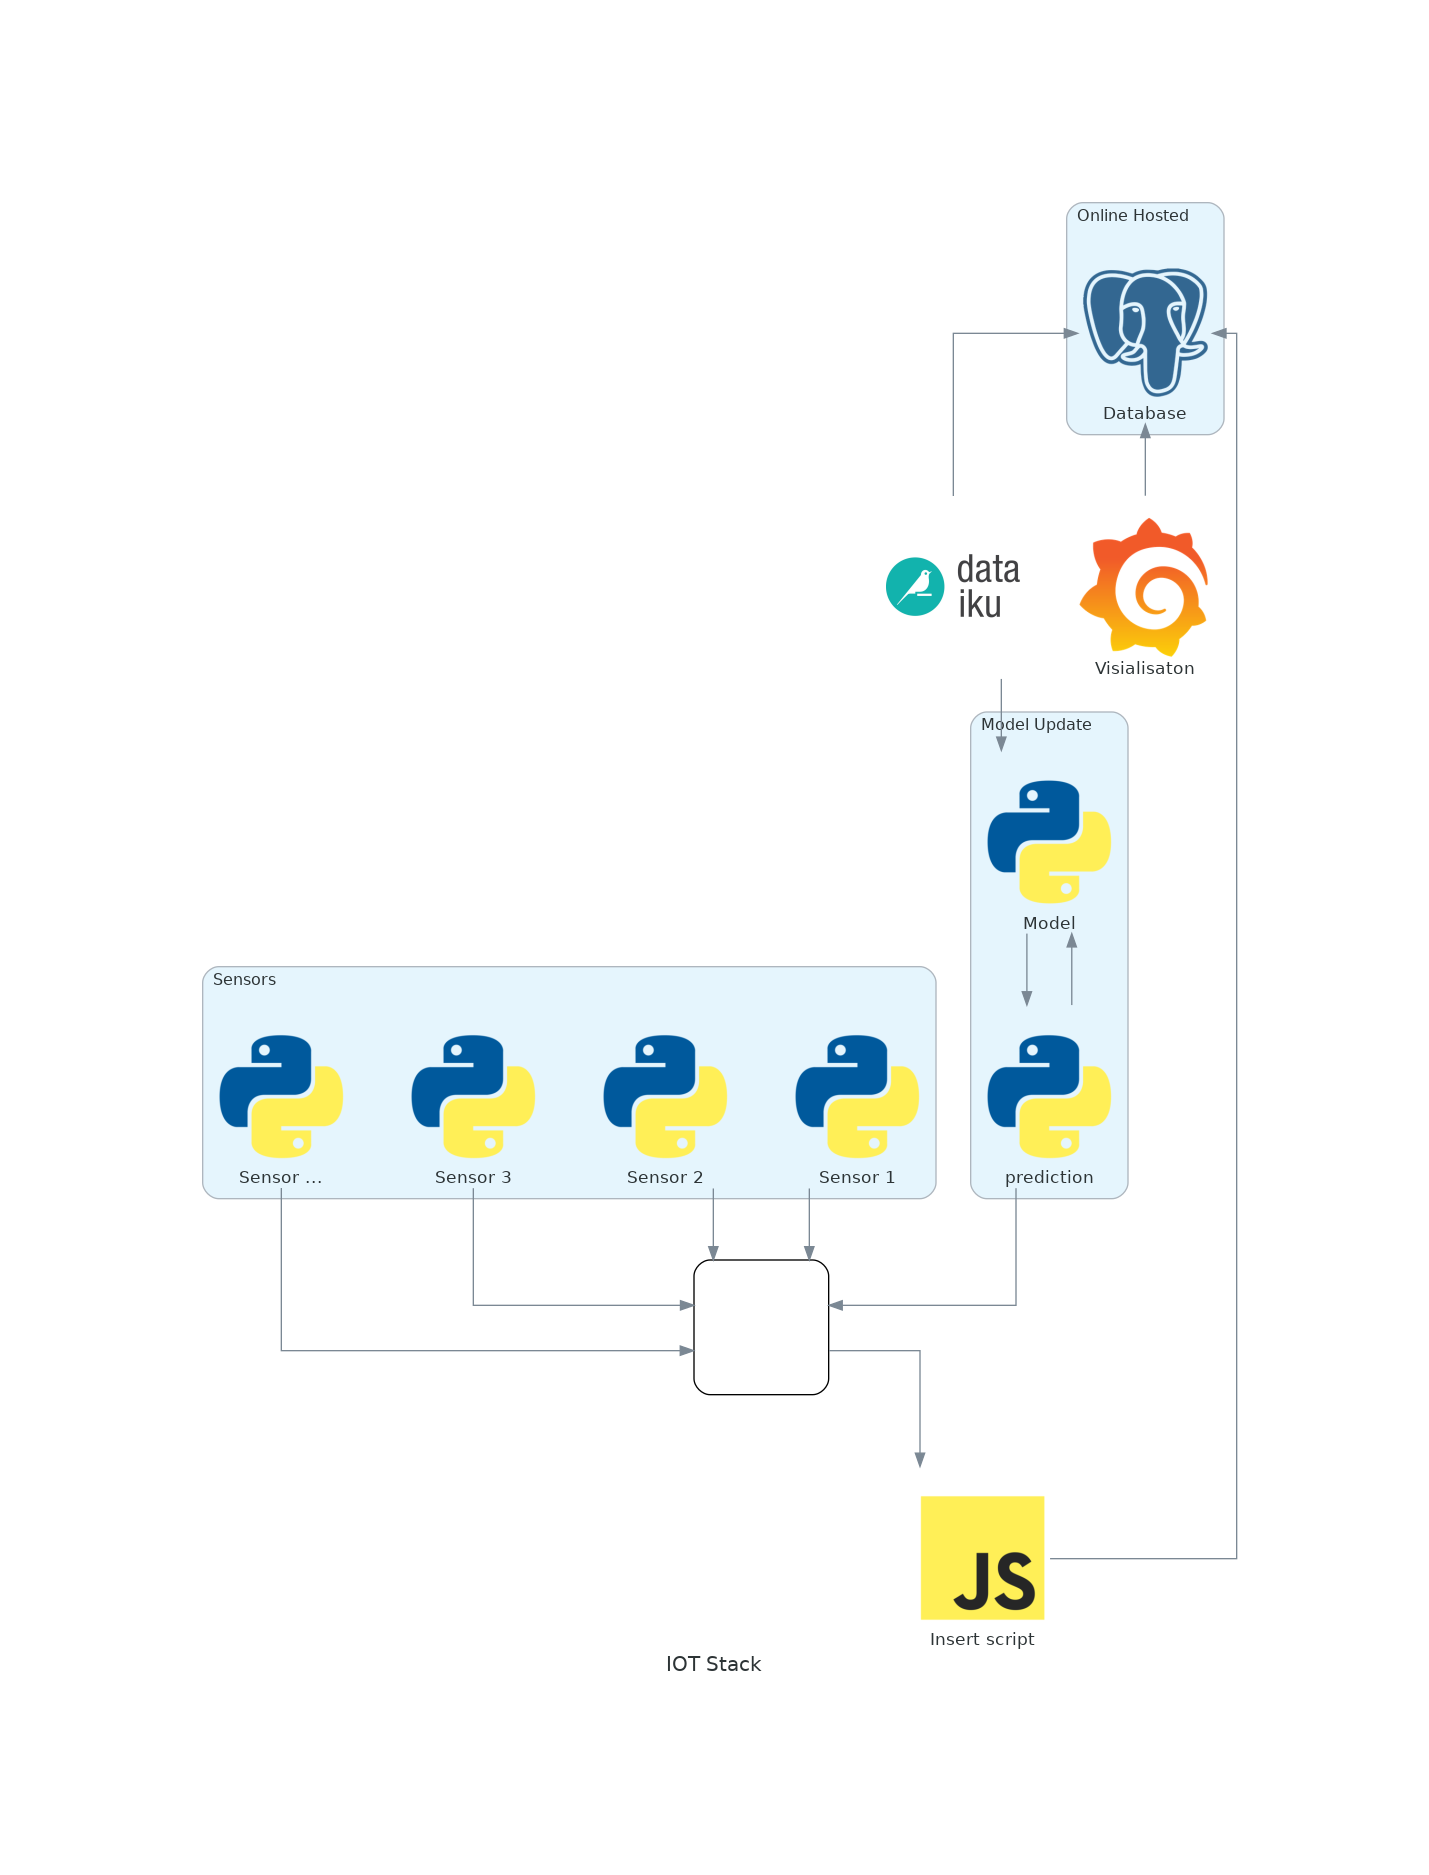 Online Hosted
Database
data
iku
Visialisaton
Model Update
Model
Sensors
Sensor ...
Sensor 3
Sensor 2
Sensor 1
prediction
JS
Insert script
IOT Stack